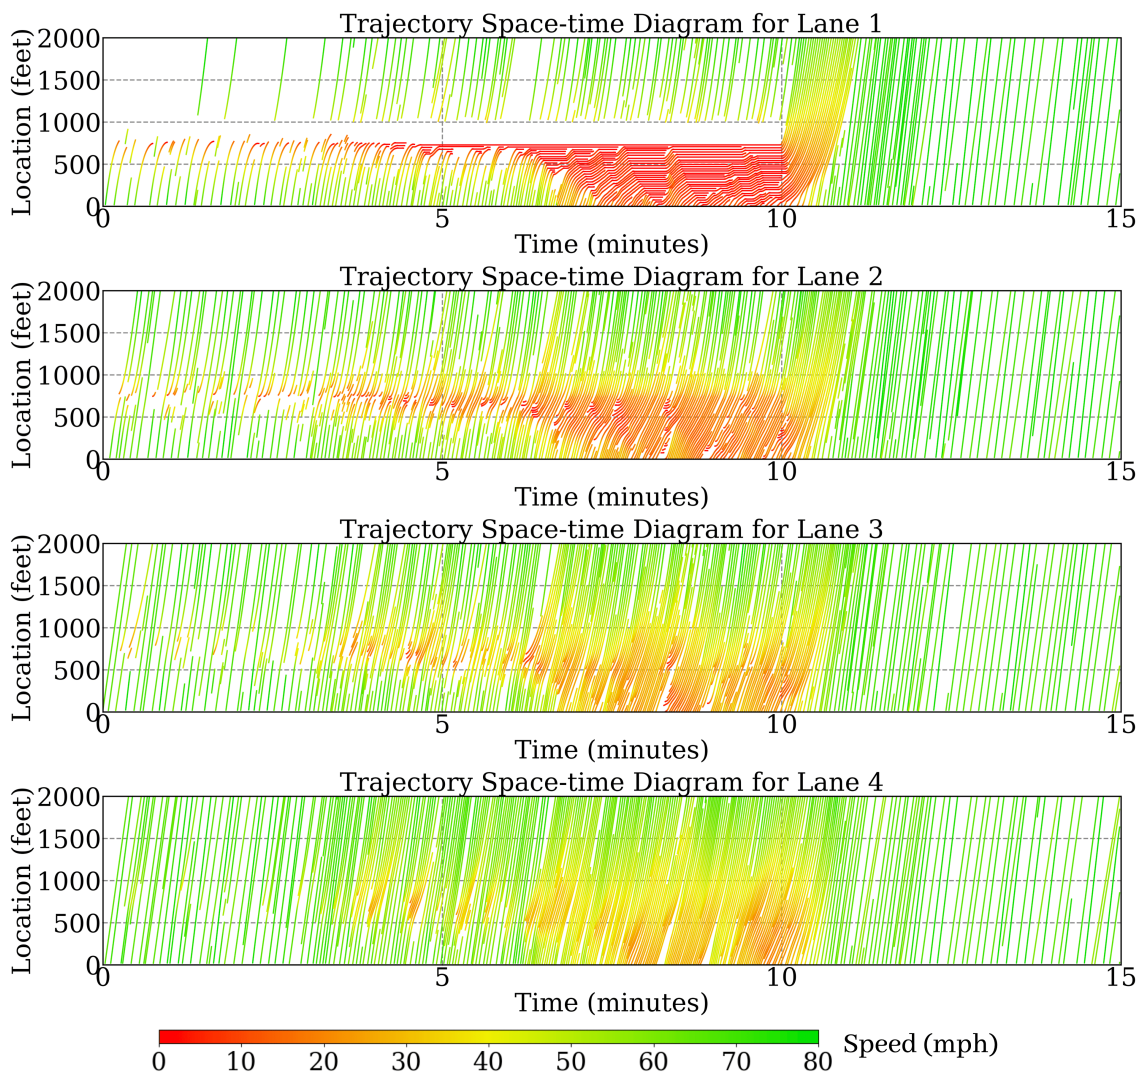 Trajectory Space-time Diagram for Lane 1
Location (feet)
2000
1500
1000
500
0
0 5 10 15
Time (minutes)
Trajectory Space-time Diagram for Lane 2
Location (feet)
2000
1500
1000
500
0
0 5 10 15
Time (minutes)
Trajectory Space-time Diagram for Lane 3
Location (feet)
2000
1500
1000
500
0
0 5 10 15
Time (minutes)
Trajectory Space-time Diagram for Lane 4
Location (feet)
2000
1500
1000
500
0
0 5 10 15
Time (minutes)
0 10 20 30 40 50 60 70 80 Speed (mph)